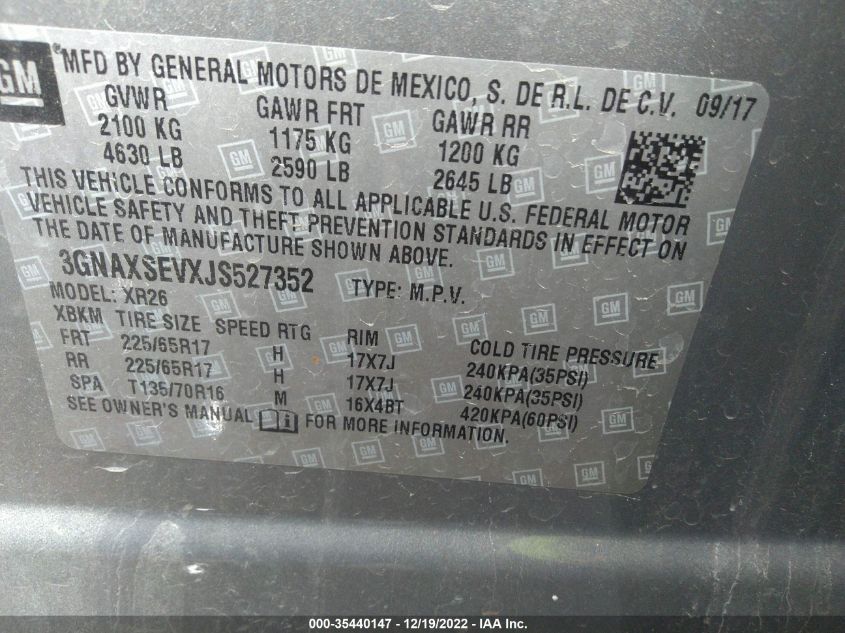 GM
®MFD BY GENERAL MOTORS DE MEXICO, S. DE R.L. DE C.V. 09/17
GVWR GAWR FRT GAWR RR
2100 KG 1175 KG 1200 KG
4630 LB 2590 LB 2645 LB
THIS VEHICLE CONFORMS TO ALL APPLICABLE U.S. FEDERAL MOTOR
VEHICLE SAFETY AND THEFT PREVENTION STANDARDS IN EFFECT ON
THE DATE OF MANUFACTURE SHOWN ABOVE.
3GNAXSEVXJS527352 TYPE: M.P.V.
MODEL: XR26
XBKM TIRE SIZE SPEED RTG RIM COLD TIRE PRESSURE
FRT 225/65R17 H 17X7J 240KPA(35PSI)
RR 225/65R17 H 17X7J 240KPA(35PSI)
SPA T135/70R16 M 16X4BT 420KPA(60PSI)
SEE OWNER'S MANUAL FOR MORE INFORMATION.
000-35440147 - 12/19/2022 - IAA Inc.